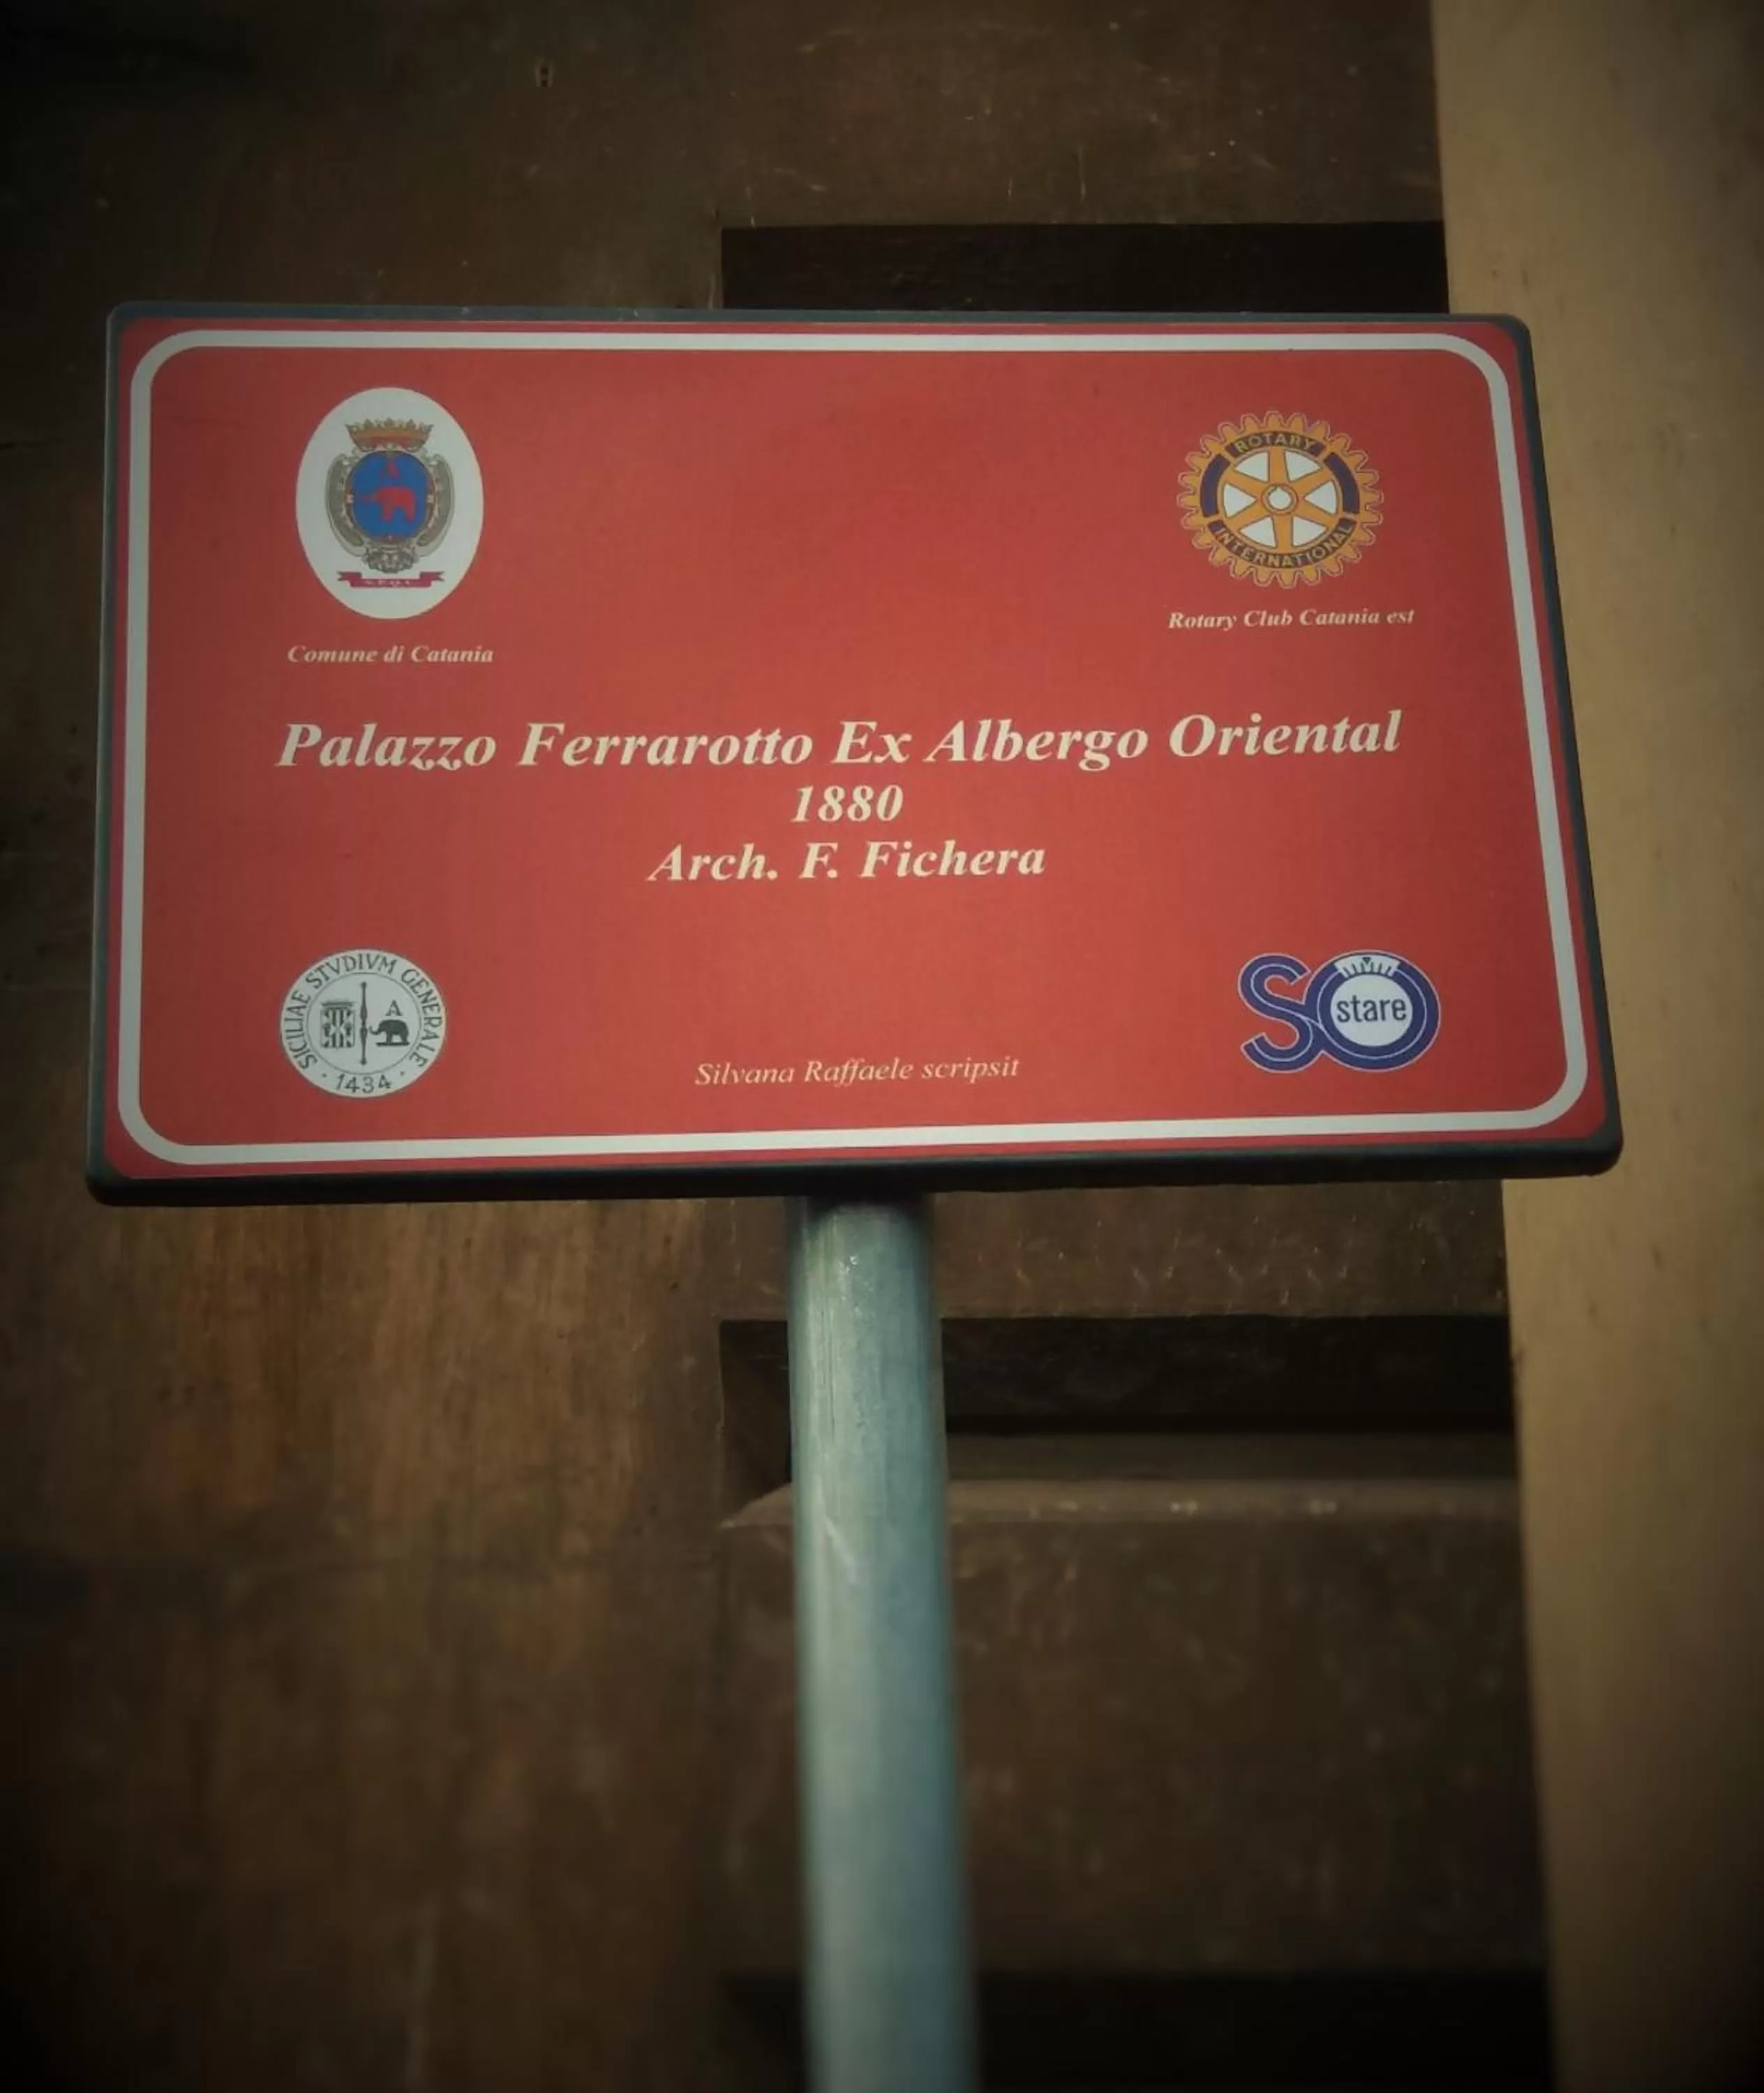 ROTARY
INTERNATIONAL
Comune di Catania
Rotary Club Catania est
Palazzo Ferrarotto Ex Albergo Oriental
1880
Arch. F. Fichera
SICILIAE STVDIVM GENERALE
A
· 1434 ·
SO
stare
Silvana Raffaele scripsit